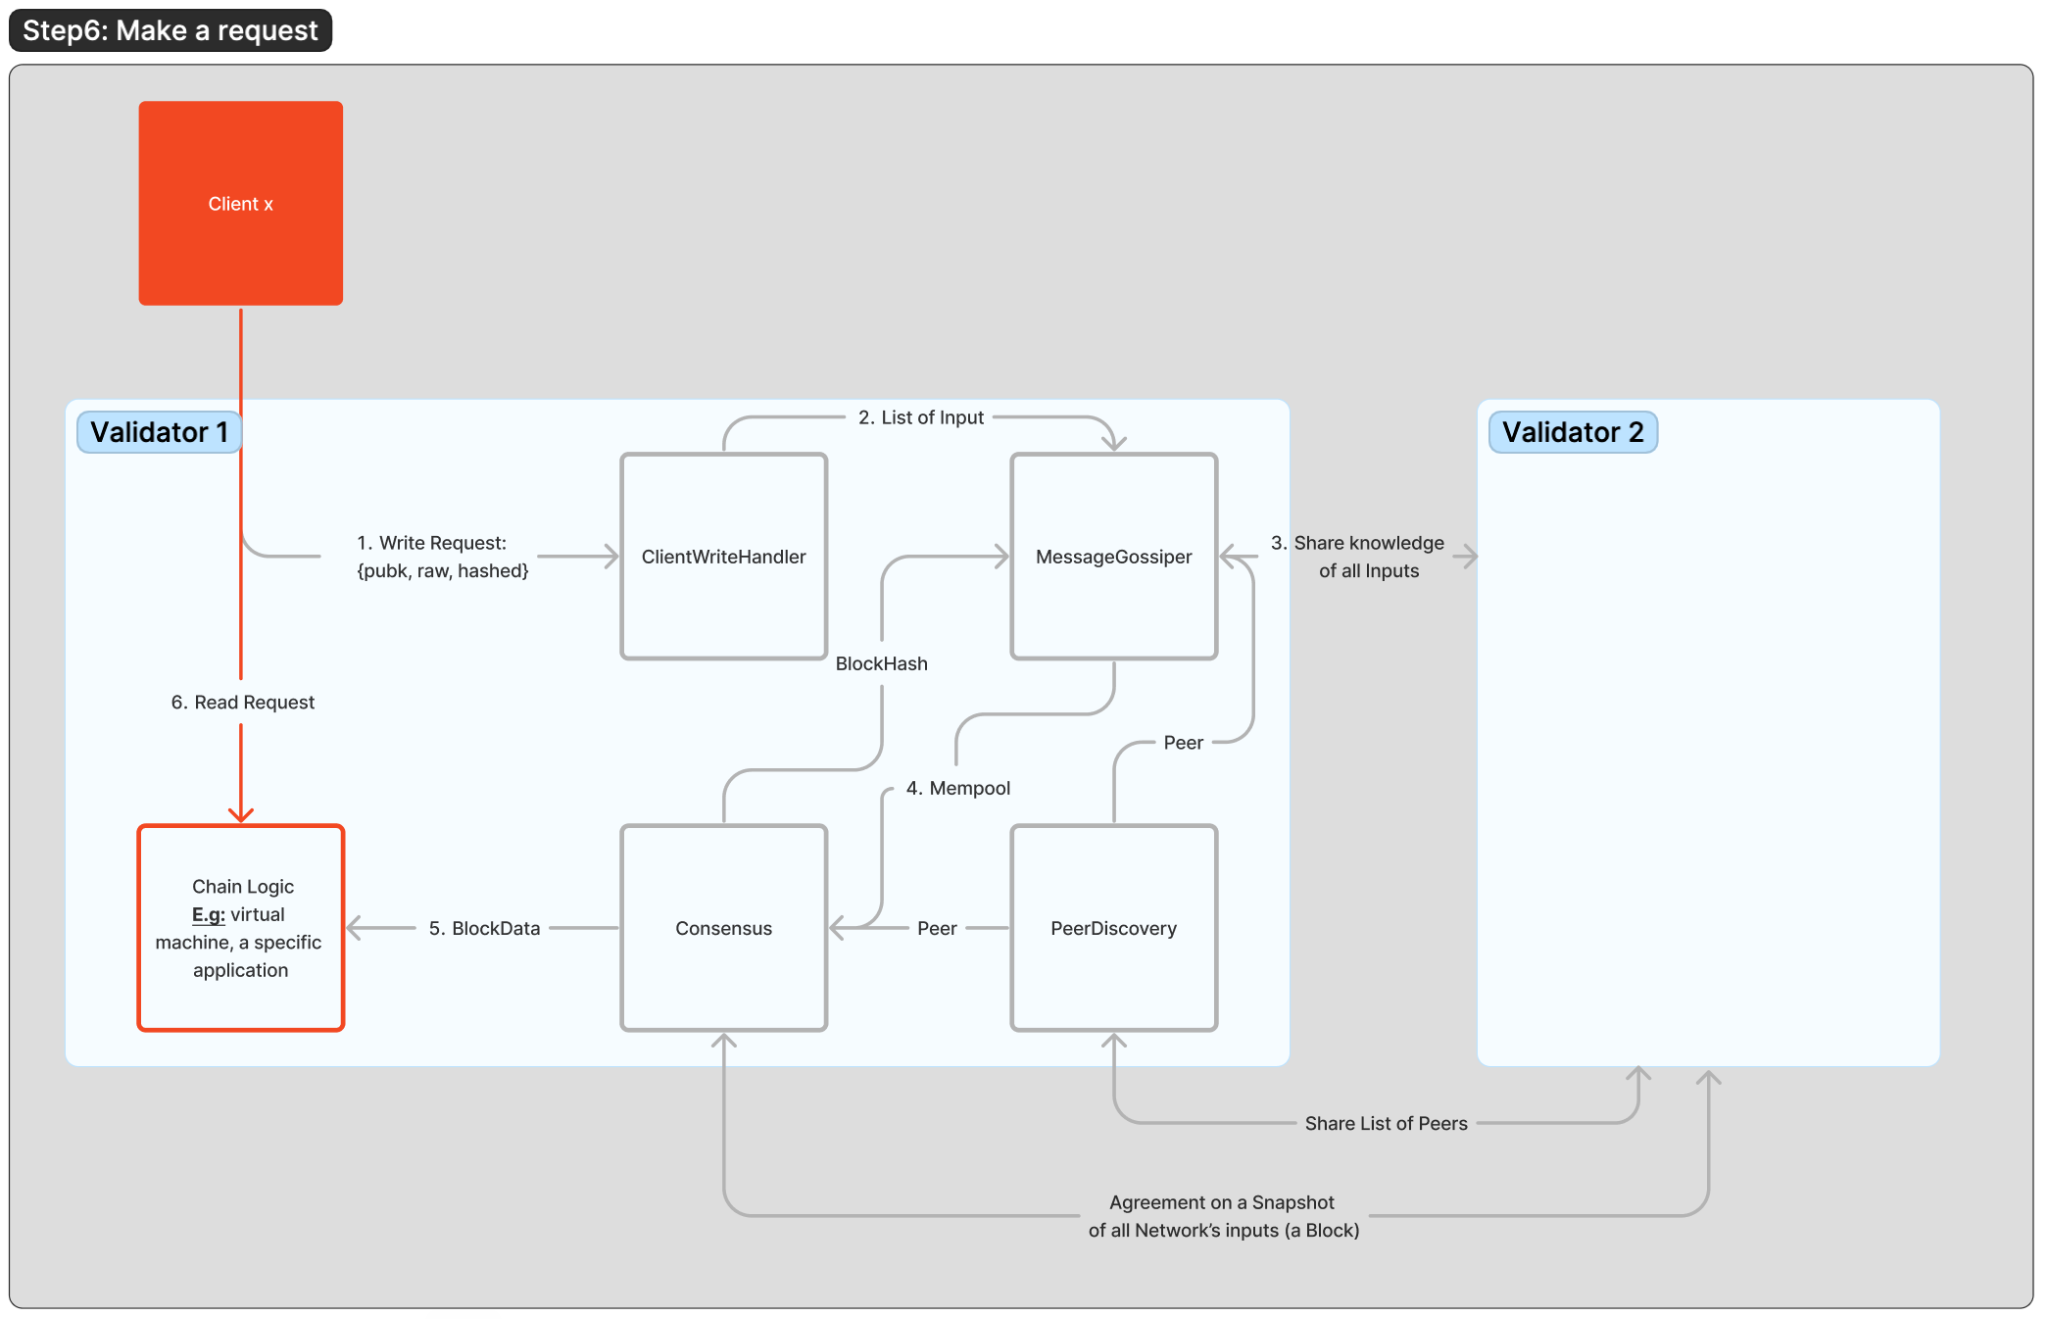 Step6: Make a request
Client x
Validator 1
2. List of Input
Validator 2
1. Write Request:
{pubk, raw, hashed}
ClientWriteHandler
MessageGossiper
3. Share knowledge
of all Inputs
BlockHash
6. Read Request
Peer
4. Mempool
Chain Logic
E.g: virtual
machine, a specific
application
5. BlockData
Consensus
Peer
PeerDiscovery
Share List of Peers
Agreement on a Snapshot
of all Network’s inputs (a Block)